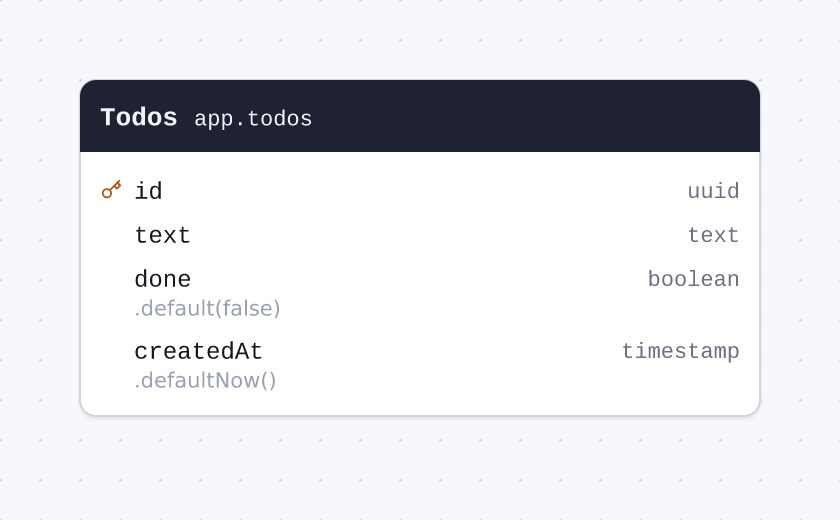 Todos app.todos
id uuid
text text
done boolean
.default(false)
createdAt timestamp
.defaultNow()